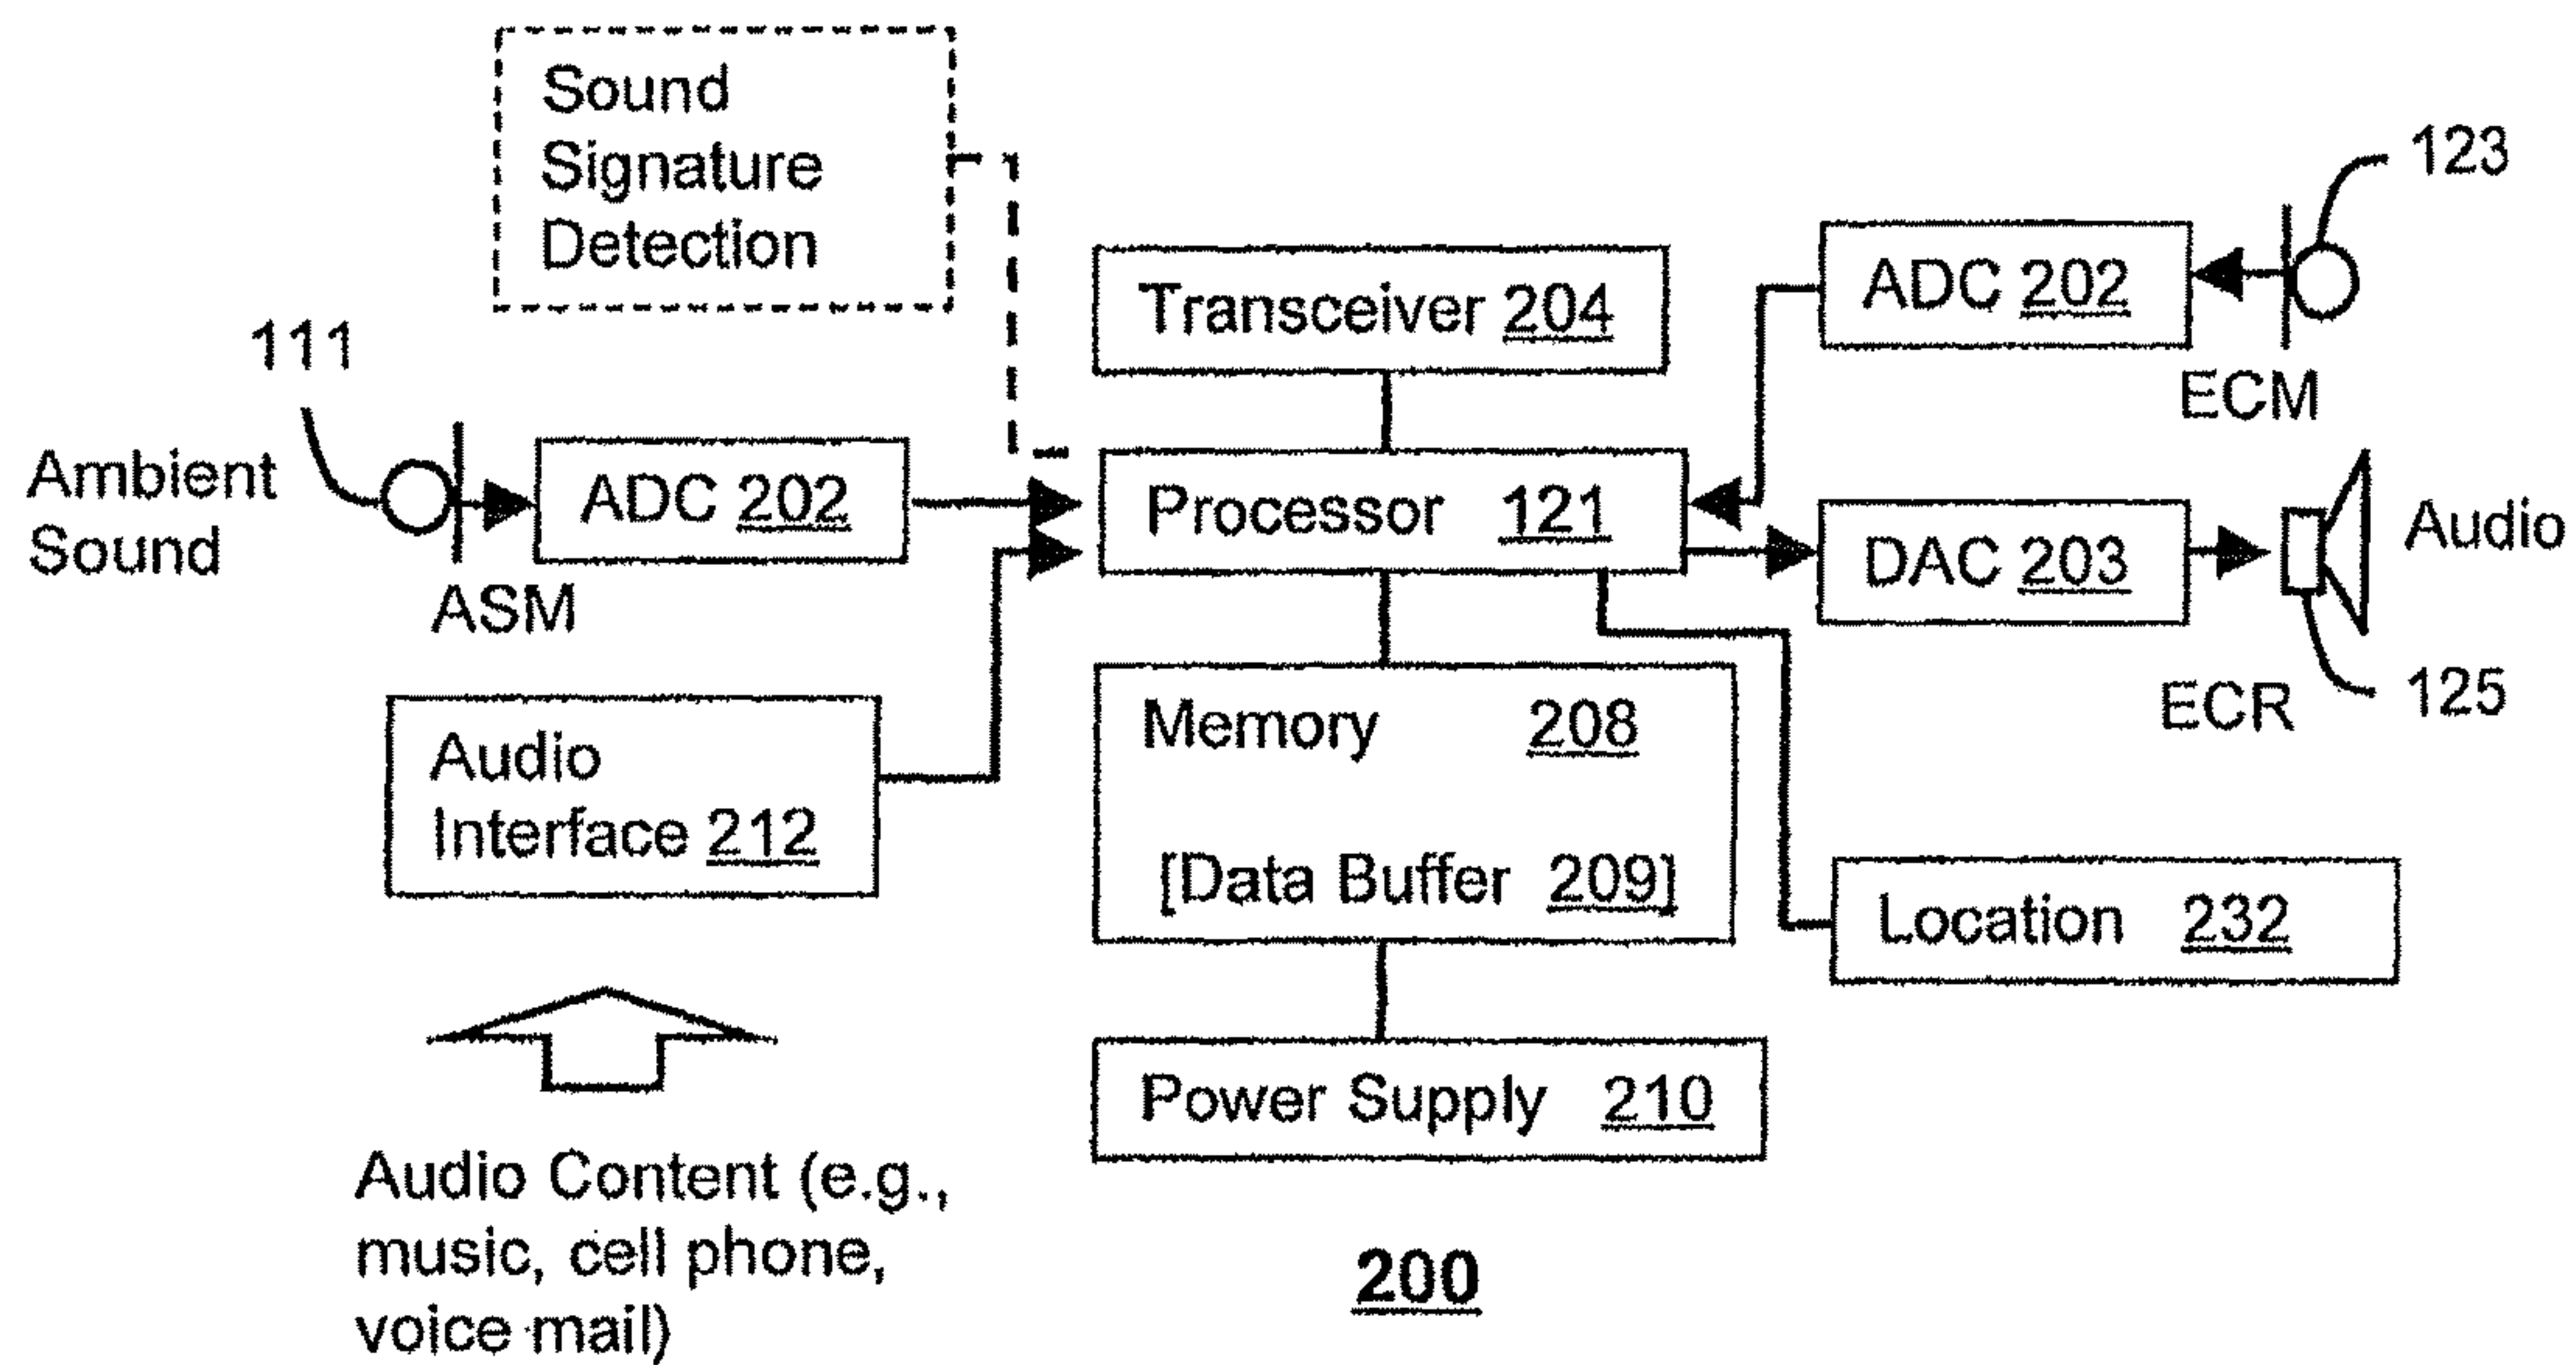 Sound
Signature
Detection
111
Ambient
Sound
ASM
ADC 202
Transceiver 204
Processor 121
ADC 202
123
ECM
DAC 203
Audio
ECR
125
Audio
Interface 212
Memory 208
[Data Buffer 209]
Location 232
Power Supply 210
Audio Content (e.g.,
music, cell phone,
voice mail)
200